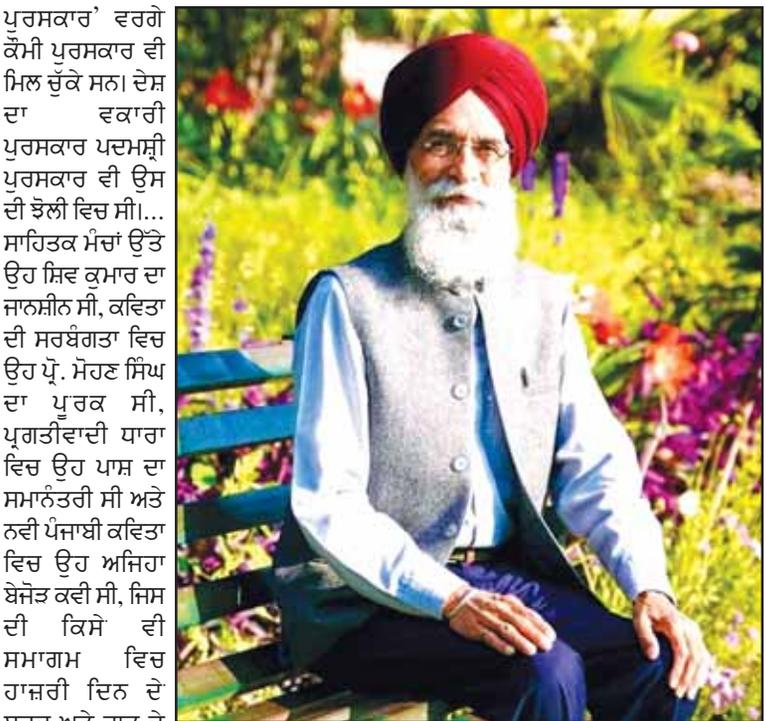 ਪੁਰਸਕਾਰ’ ਵਰਗੇ
ਕੌਮੀ ਪੁਰਸਕਾਰ ਵੀ
ਮਿਲ ਚੁੱਕੇ ਸਨ। ਦੇਸ਼
ਦਾ ਵਕਾਰੀ
ਪੁਰਸਕਾਰ ਪਦਮਸ਼੍ਰੀ
ਪੁਰਸਕਾਰ ਵੀ ਉਸ
ਦੀ ਝੋਲੀ ਵਿਚ ਸੀ।...
ਸਾਹਿਤਕ ਮੰਚਾਂ ਉੱਤੇ
ਉਹ ਸ਼ਿਵ ਕੁਮਾਰ ਦਾ
ਜਾਨਸ਼ੀਨ ਸੀ, ਕਵਿਤਾ
ਦੀ ਸਰਬੰਗਤਾ ਵਿਚ
ਉਹ ਪ੍ਰੋ. ਮੋਹਣ ਸਿੰਘ
ਦਾ ਪੂਰਕ ਸੀ,
ਪ੍ਰਗਤੀਵਾਦੀ ਧਾਰਾ
ਵਿਚ ਉਹ ਪਾਸ਼ ਦਾ
ਸਮਾਨੰਤਰੀ ਸੀ ਅਤੇ
ਨਵੀ ਪੰਜਾਬੀ ਕਵਿਤਾ
ਵਿਚ ਉਹ ਅਜਿਹਾ
ਬੇਜੋੜ ਕਵੀ ਸੀ, ਜਿਸ
ਦੀ ਕਿਸੇ ਵੀ
ਸਮਾਗਮ ਵਿਚ
ਹਾਜ਼ਰੀ ਦਿਨ ਦੇ